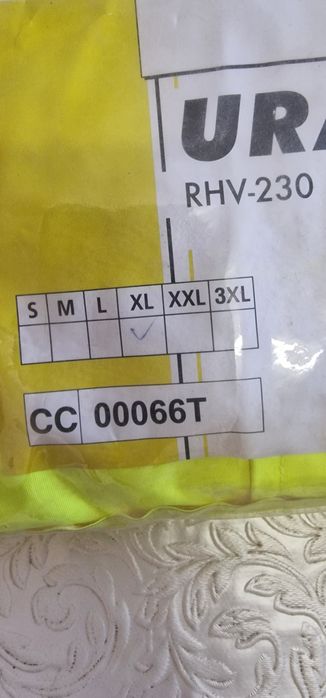 URA
RHV-230
S M L XL XXL 3XL
CC 00066T